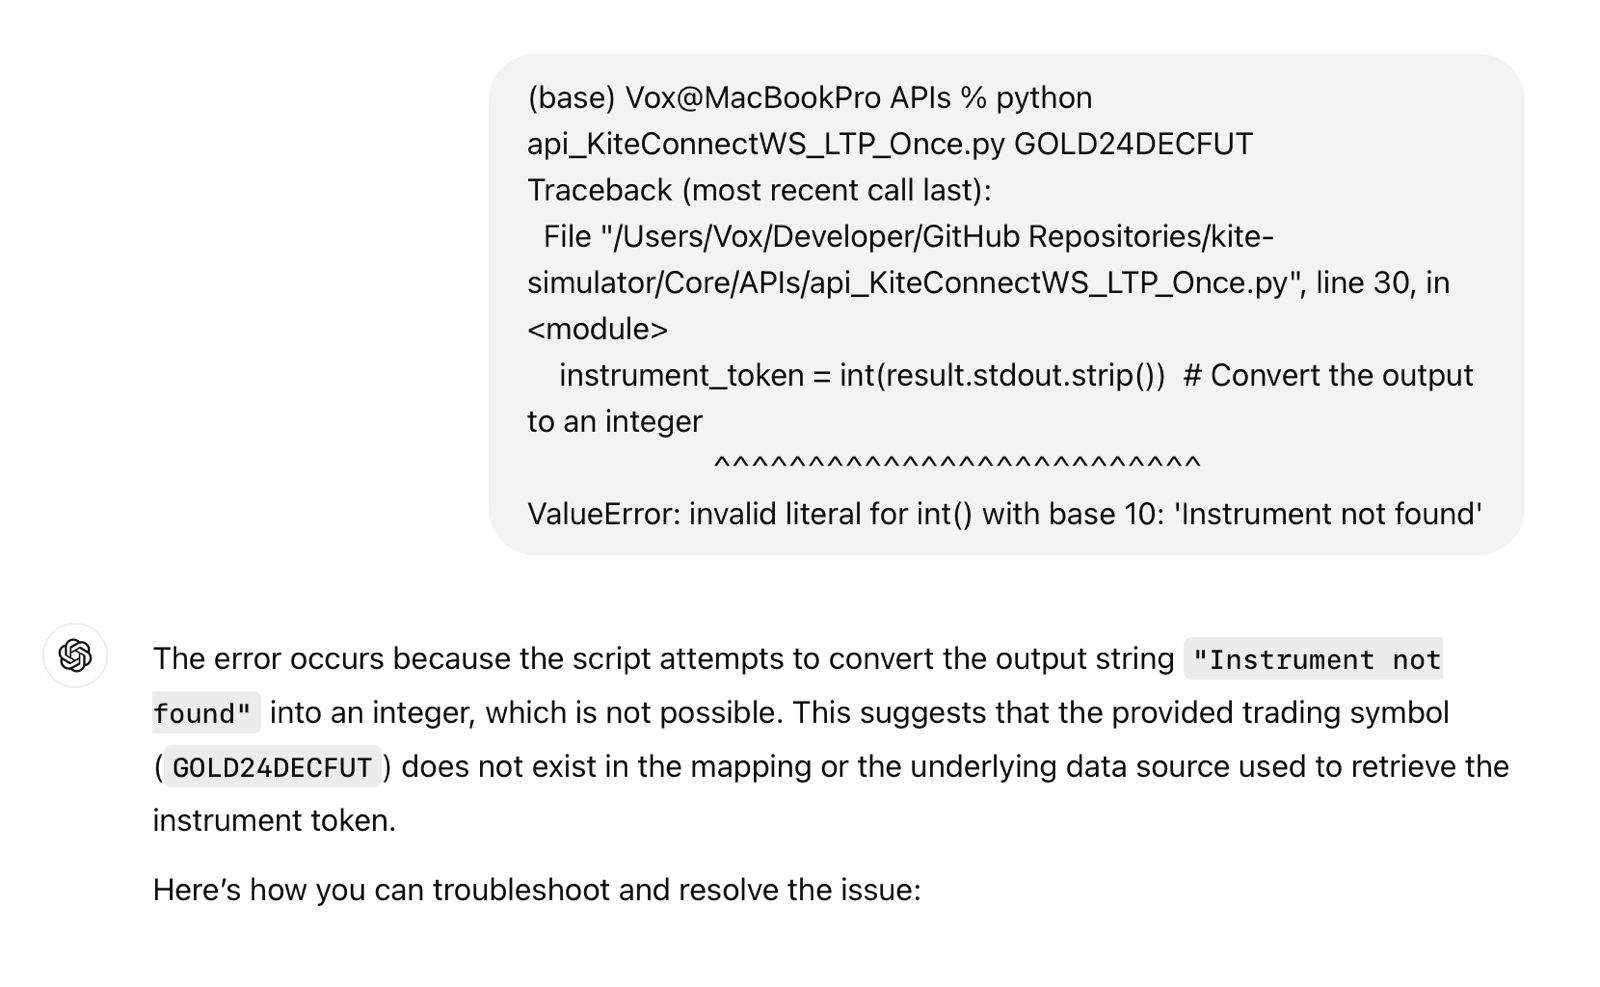 (base) Vox@MacBookPro APIs % python
api_KiteConnectWS_LTP_Once.py GOLD24DECFUT
Traceback (most recent call last):
  File "/Users/Vox/Developer/GitHub Repositories/kite-
simulator/Core/APIs/api_KiteConnectWS_LTP_Once.py", line 30, in
<module>
    instrument_token = int(result.stdout.strip())  # Convert the output
to an integer
                       ^^^^^^^^^^^^^^^^^^^^^^^^^^
ValueError: invalid literal for int() with base 10: 'Instrument not found'
The error occurs because the script attempts to convert the output string "Instrument not
found" into an integer, which is not possible. This suggests that the provided trading symbol
(GOLD24DECFUT) does not exist in the mapping or the underlying data source used to retrieve the
instrument token.
Here’s how you can troubleshoot and resolve the issue: